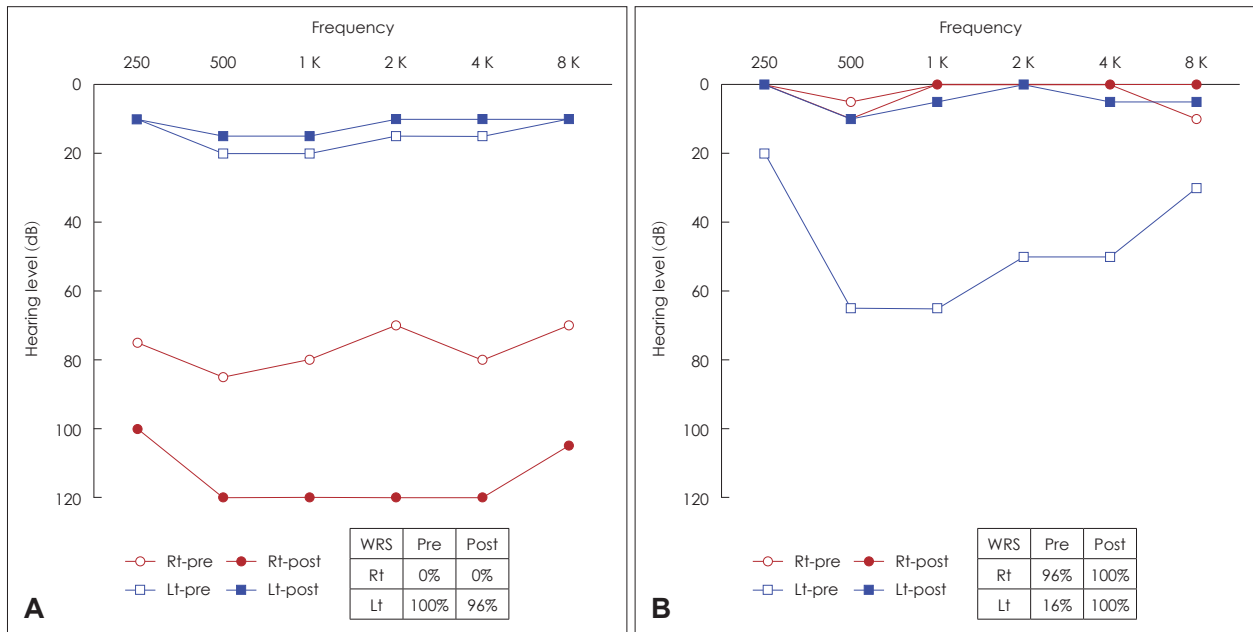 Frequency
250 500 1 K 2 K 4 K 8 K
0
20
40
60
80
100
120
Hearing level (dB)
Rt-pre Rt-post
Lt-pre Lt-post
WRS Pre Post
Rt 0% 0%
Lt 100% 96%
A
Frequency
250 500 1 K 2 K 4 K 8 K
0
20
40
60
80
100
120
Hearing level (dB)
Rt-pre Rt-post
Lt-pre Lt-post
WRS Pre Post
Rt 96% 100%
Lt 16% 100%
B